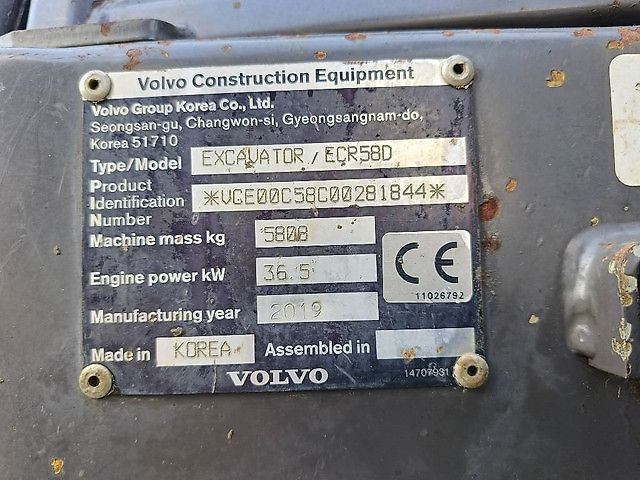 Volvo Construction Equipment
Volvo Group Korea Co., Ltd.
Seongsan-gu, Changwon-si, Gyeongsangnam-do,
Korea 51710
Type/Model EXCAVATOR / ECR58D
Product
Identification *VCE00C58C00281844*
Number
Machine mass kg 5808
Engine power kW 36.5
Manufacturing year 2019
CE
11026792
Made in KOREA Assembled in
VOLVO
14707931